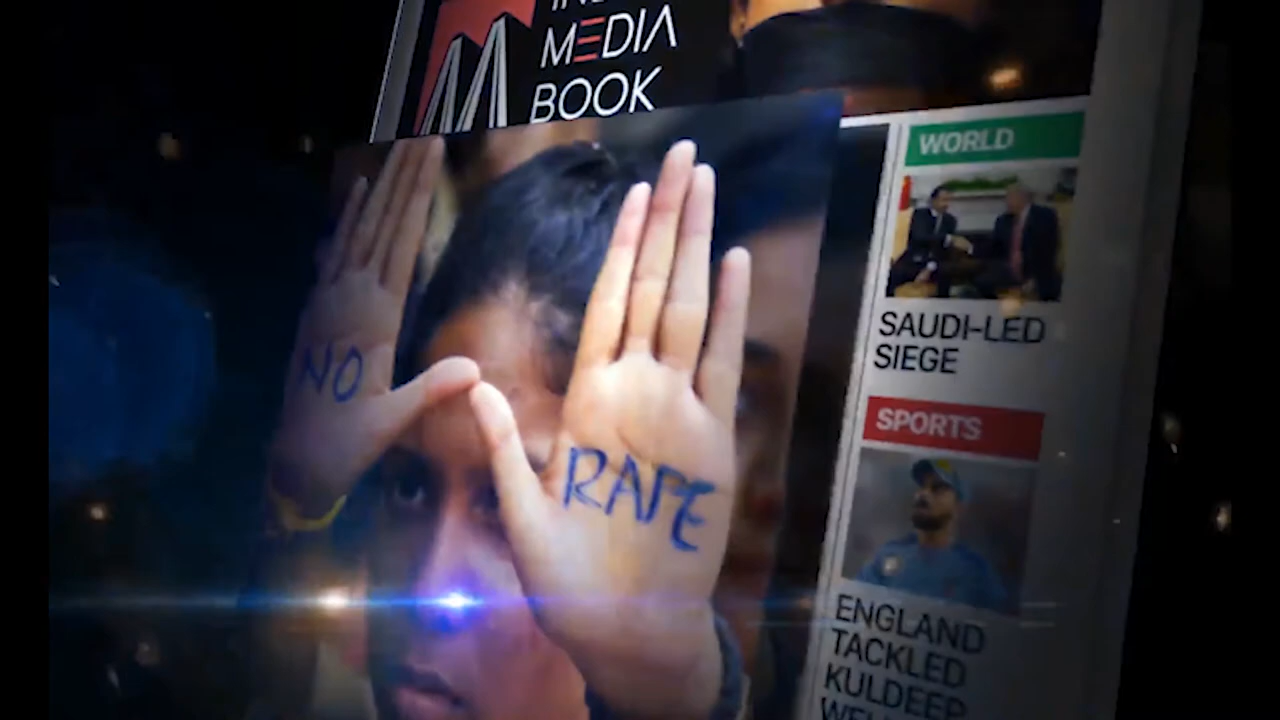 MEDIA
BOOK
NO
RAPE
WORLD
SAUDI-LED
SIEGE
SPORTS
ENGLAND
TACKLED
KULDEEP